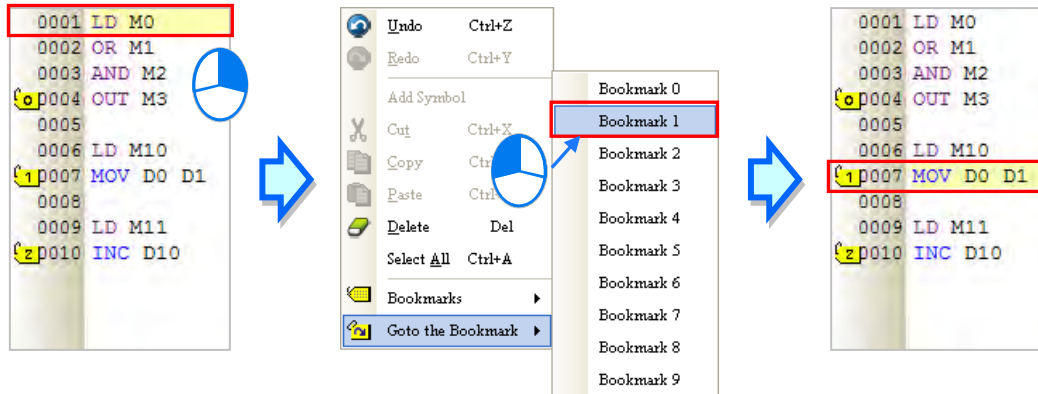 0001 LD M0
0002 OR M1
0003 AND M2
0 0004 OUT M3
0005
0006 LD M10
1 0007 MOV D0 D1
0008
0009 LD M11
2 0010 INC D10
Undo Ctrl+Z
Redo Ctrl+Y
Add Symbol
Cut Ctrl+X
Copy
Paste
Delete Del
Select All Ctrl+A
Bookmarks
Goto the Bookmark
Bookmark 0
Bookmark 1
Bookmark 2
Bookmark 3
Bookmark 4
Bookmark 5
Bookmark 6
Bookmark 7
Bookmark 8
Bookmark 9
0001 LD M0
0002 OR M1
0003 AND M2
0 0004 OUT M3
0005
0006 LD M10
1 0007 MOV D0 D1
0008
0009 LD M11
2 0010 INC D10